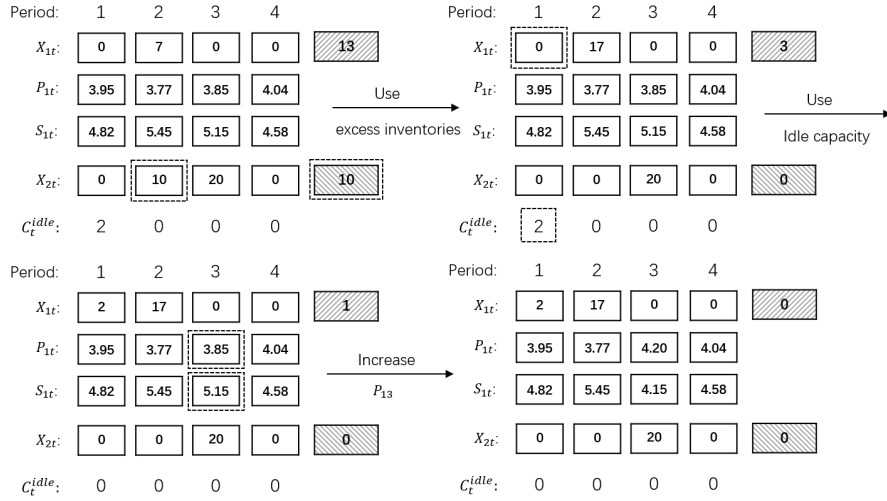 Period: 1 2 3 4
X₁ₜ: 0 7 0 0 13
P₁ₜ: 3.95 3.77 3.85 4.04
S₁ₜ: 4.82 5.45 5.15 4.58
X₂ₜ: 0 10 20 0 10
Cₜⁱᵈˡᵉ: 2 0 0 0
Use
excess inventories
Period: 1 2 3 4
X₁ₜ: 0 17 0 0 3
P₁ₜ: 3.95 3.77 3.85 4.04
S₁ₜ: 4.82 5.45 5.15 4.58
X₂ₜ: 0 0 20 0 0
Cₜⁱᵈˡᵉ: 2 0 0 0
Use
Idle capacity
Period: 1 2 3 4
X₁ₜ: 2 17 0 0 1
P₁ₜ: 3.95 3.77 3.85 4.04
S₁ₜ: 4.82 5.45 5.15 4.58
X₂ₜ: 0 0 20 0 0
Cₜⁱᵈˡᵉ: 0 0 0 0
Increase
P₁₃
Period: 1 2 3 4
X₁ₜ: 2 17 0 0 0
P₁ₜ: 3.95 3.77 4.20 4.04
S₁ₜ: 4.82 5.45 4.15 4.58
X₂ₜ: 0 0 20 0 0
Cₜⁱᵈˡᵉ: 0 0 0 0